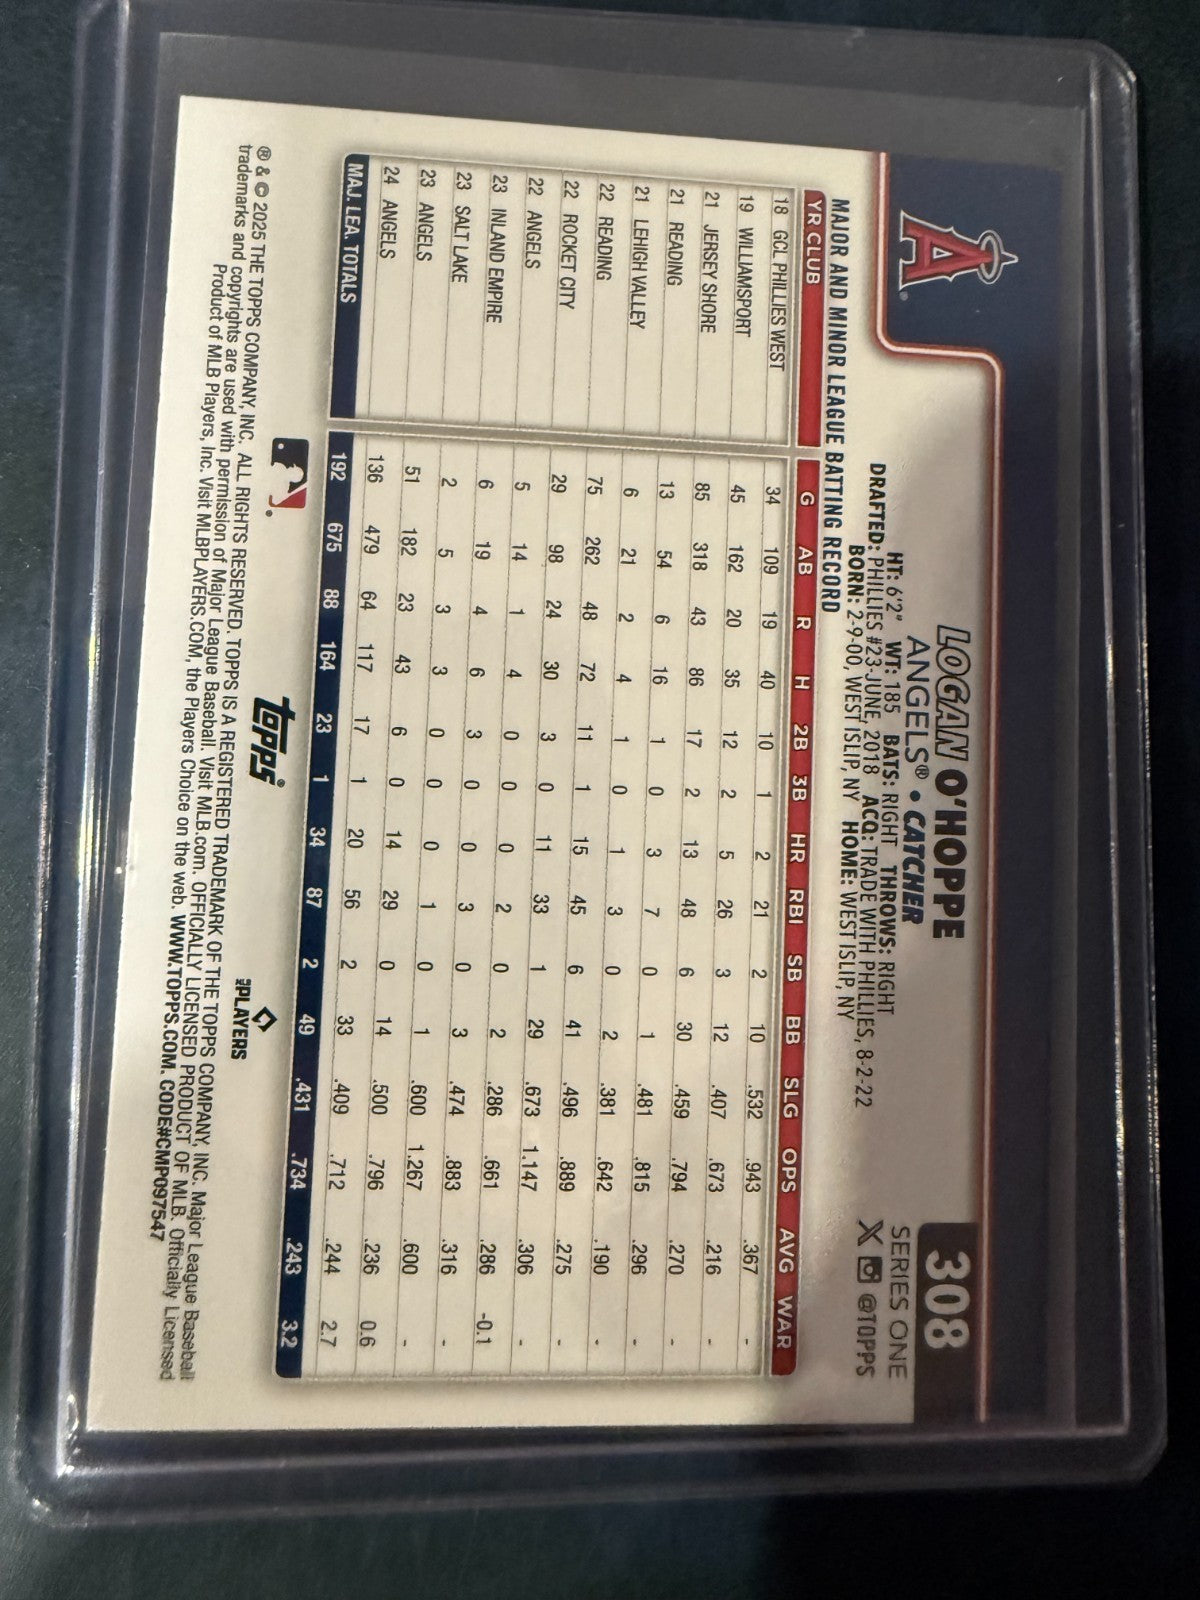 A
308
LOGAN O'HOPPE
SERIES ONE
ANGELS® • CATCHER
@TOPPS
HT: 6'2" WT: 185 BATS: RIGHT THROWS: RIGHT
DRAFTED: PHILLIES #23-JUNE, 2018 ACQ: TRADE WITH PHILLIES, 8-2-22
BORN: 2-9-00, WEST ISLIP, NY HOME: WEST ISLIP, NY
MAJOR AND MINOR LEAGUE BATTING RECORD
YR CLUB G AB R H 2B 3B HR RBI SB BB SLG OPS AVG WAR
18 GCL PHILLIES WEST 34 109 19 40 10 1 2 21 2 10 .532 .943 .367 -
19 WILLIAMSPORT 45 162 20 35 12 2 5 26 3 12 .407 .673 .216 -
21 JERSEY SHORE 85 318 43 86 17 2 13 48 6 30 .459 .794 .270 -
21 READING 13 54 6 16 1 0 3 7 0 1 .481 .815 .296 -
21 LEHIGH VALLEY 6 21 2 4 1 0 1 3 0 2 .381 .642 .190 -
22 READING 75 262 48 72 11 1 15 45 6 41 .496 .889 .275 -
22 ROCKET CITY 29 98 24 30 3 0 11 33 1 29 .673 1.147 .306 -
22 ANGELS 5 14 1 4 0 0 0 2 0 2 .286 .661 .286 -0.1
23 INLAND EMPIRE 6 19 4 6 3 0 0 3 0 3 .474 .883 .316 -
23 SALT LAKE 2 5 3 3 0 0 0 1 0 1 .600 1.267 .600 -
23 ANGELS 51 182 23 43 6 0 14 29 0 14 .500 .796 .236 0.6
24 ANGELS 136 479 64 117 17 1 20 56 2 33 .409 .712 .244 2.7
MAJ. LEA. TOTALS 192 675 88 164 23 1 34 87 2 49 .431 .734 .243 3.2
topps®
MLB PLAYERS
® & © 2025 THE TOPPS COMPANY, INC. ALL RIGHTS RESERVED. TOPPS IS A REGISTERED TRADEMARK OF THE TOPPS COMPANY, INC. Major League Baseball
trademarks and copyrights are used with permission of Major League Baseball. Visit MLB.com. OFFICIALLY LICENSED PRODUCT OF MLB. Officially Licensed
Product of MLB Players, Inc. Visit MLBPLAYERS.COM, the Players Choice on the web. WWW.TOPPS.COM. CODE#CMP097547